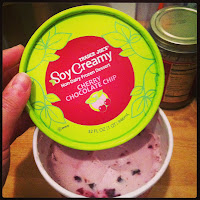 TRADER JOE'S
Soy Creamy
Non-Dairy Frozen Dessert
CHERRY
CHOCOLATE CHIP